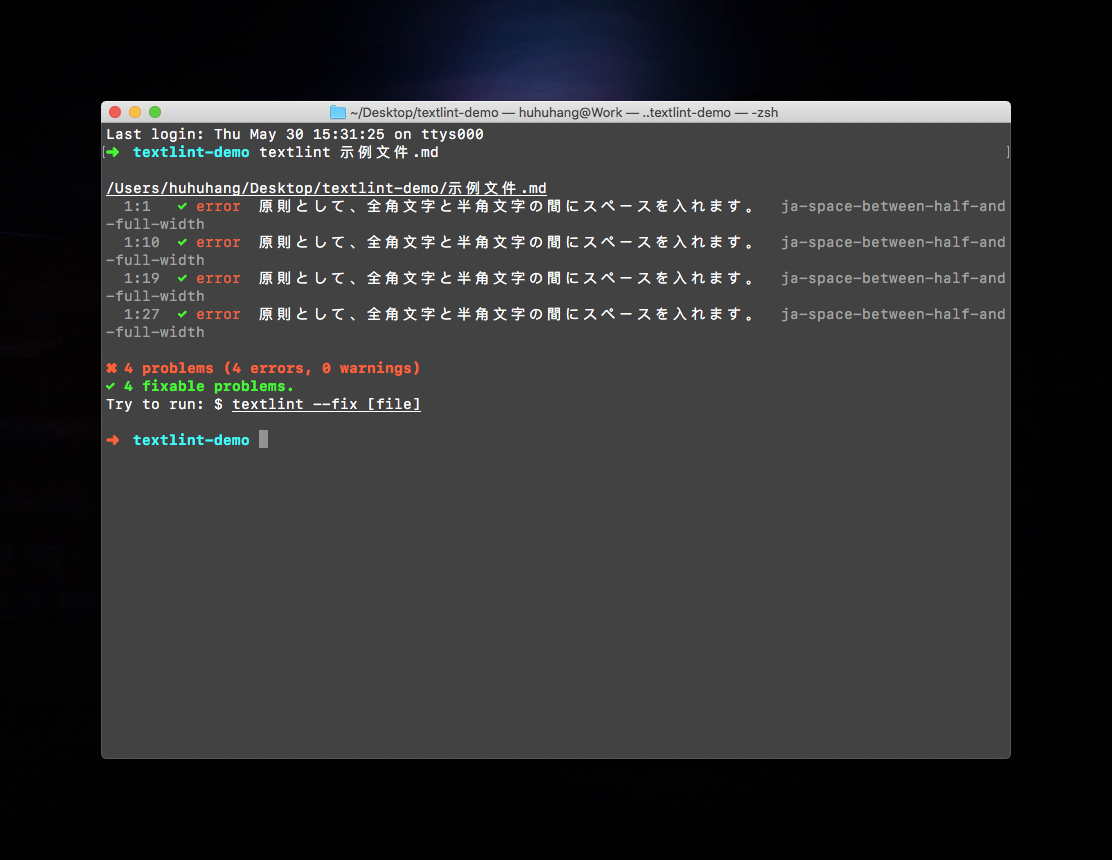 ~/Desktop/textlint-demo — huhuhang@Work — ..textlint-demo — -zsh
Last login: Thu May 30 15:31:25 on ttys000
[➜ textlint-demo textlint 示例文件.md ]
/Users/huhuhang/Desktop/textlint-demo/示例文件.md
1:1 ✓ error 原則として、全角文字と半角文字の間にスペースを入れます。 ja-space-between-half-and
-full-width
1:10 ✓ error 原則として、全角文字と半角文字の間にスペースを入れます。 ja-space-between-half-and
-full-width
1:19 ✓ error 原則として、全角文字と半角文字の間にスペースを入れます。 ja-space-between-half-and
-full-width
1:27 ✓ error 原則として、全角文字と半角文字の間にスペースを入れます。 ja-space-between-half-and
-full-width
✖ 4 problems (4 errors, 0 warnings)
✓ 4 fixable problems.
Try to run: $ textlint --fix [file]
➜ textlint-demo